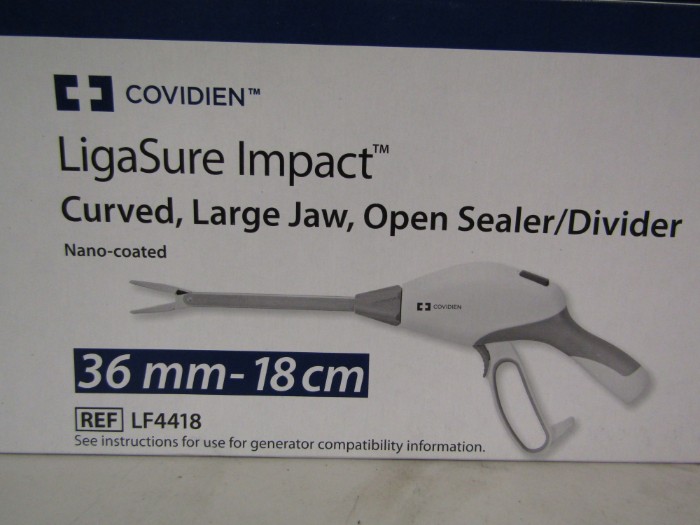 COVIDIEN™
LigaSure Impact™
Curved, Large Jaw, Open Sealer/Divider
Nano-coated
COVIDIEN
36 mm - 18 cm
REF LF4418
See instructions for use for generator compatibility information.